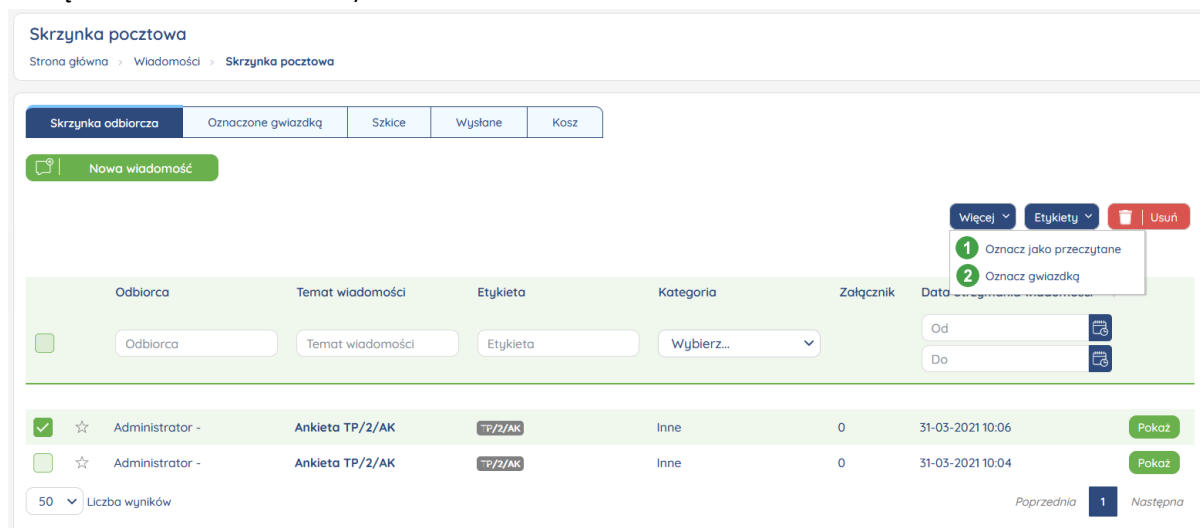 Skrzynka pocztowa
Strona główna > Wiadomości > Skrzynka pocztowa
Skrzynka odbiorcza Oznaczone gwiazdką Szkice Wysłane Kosz
Nowa wiadomość
Więcej Etykiety Usuń
1 Oznacz jako przeczytane
2 Oznacz gwiazdką
Odbiorca Temat wiadomości Etykieta Kategoria Załącznik Data otrzymania wiadomości
Odbiorca Temat wiadomości Etykieta Wybierz... Od
Do
Administrator - Ankieta TP/2/AK TP/2/AK Inne 0 31-03-2021 10:06 Pokaż
Administrator - Ankieta TP/2/AK TP/2/AK Inne 0 31-03-2021 10:04 Pokaż
50 Liczba wyników Poprzednia 1 Następna